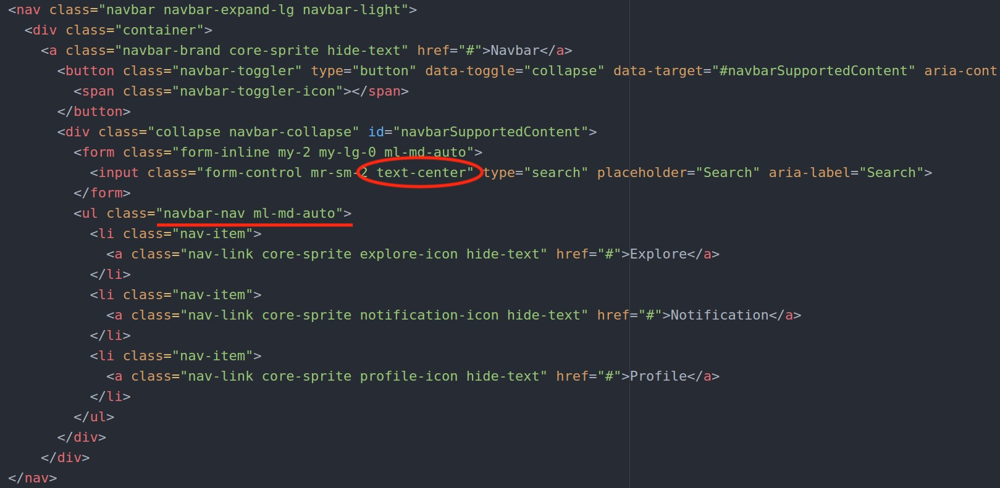 <nav class="navbar navbar-expand-lg navbar-light">
<div class="container">
<a class="navbar-brand core-sprite hide-text" href="#">Navbar</a>
<button class="navbar-toggler" type="button" data-toggle="collapse" data-target="#navbarSupportedContent" aria-cont
<span class="navbar-toggler-icon"></span>
</button>
<div class="collapse navbar-collapse" id="navbarSupportedContent">
<form class="form-inline my-2 my-lg-0 ml-md-auto">
<input class="form-control mr-sm-2 text-center" type="search" placeholder="Search" aria-label="Search">
</form>
<ul class="navbar-nav ml-md-auto">
<li class="nav-item">
<a class="nav-link core-sprite explore-icon hide-text" href="#">Explore</a>
</li>
<li class="nav-item">
<a class="nav-link core-sprite notification-icon hide-text" href="#">Notification</a>
</li>
<li class="nav-item">
<a class="nav-link core-sprite profile-icon hide-text" href="#">Profile</a>
</li>
</ul>
</div>
</div>
</nav>